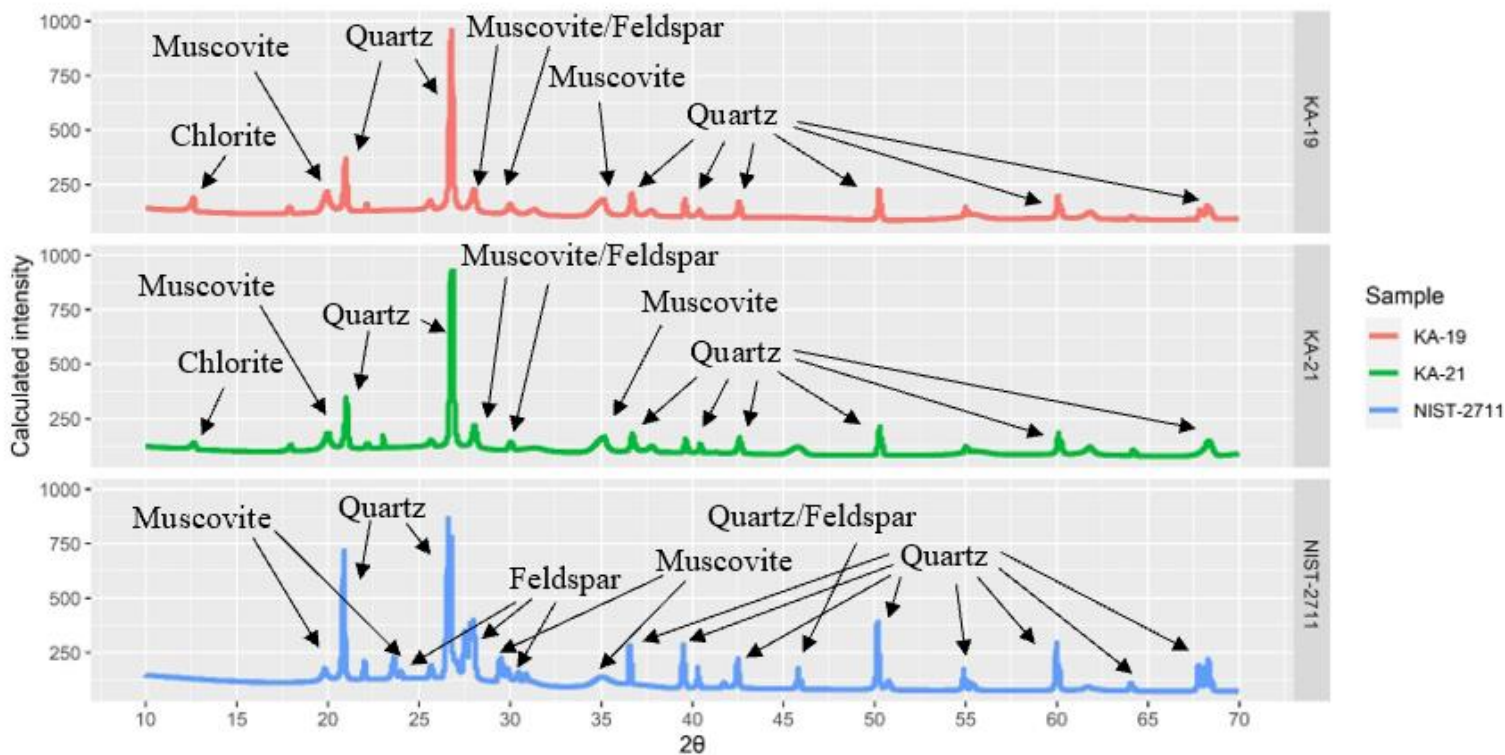 Calculated intensity
1000
750
500
250
Muscovite
Quartz
Muscovite/Feldspar
Muscovite
Chlorite
Quartz
KA-19
1000
750
500
250
Muscovite/Feldspar
Muscovite
Quartz
Muscovite
Chlorite
Quartz
KA-21
1000
750
500
250
Muscovite
Quartz
Quartz/Feldspar
Feldspar
Muscovite
Quartz
NIST-2711
10 15 20 25 30 35 40 45 50 55 60 65 70
2θ
Sample
KA-19
KA-21
NIST-2711